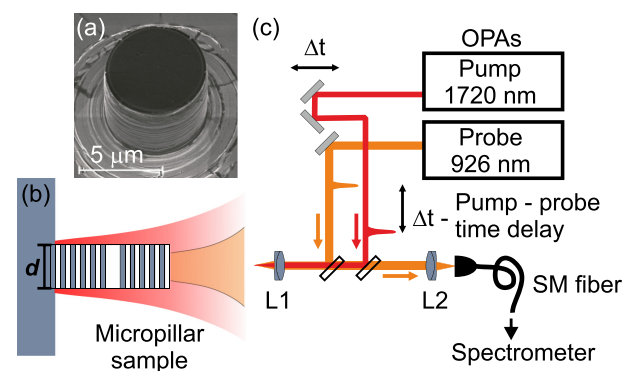 (a)
5 μm
(b)
d
Micropillar
sample
(c)
Δt
OPAs
Pump
1720 nm
Probe
926 nm
Δt - Pump - probe
time delay
L1
L2
SM fiber
Spectrometer